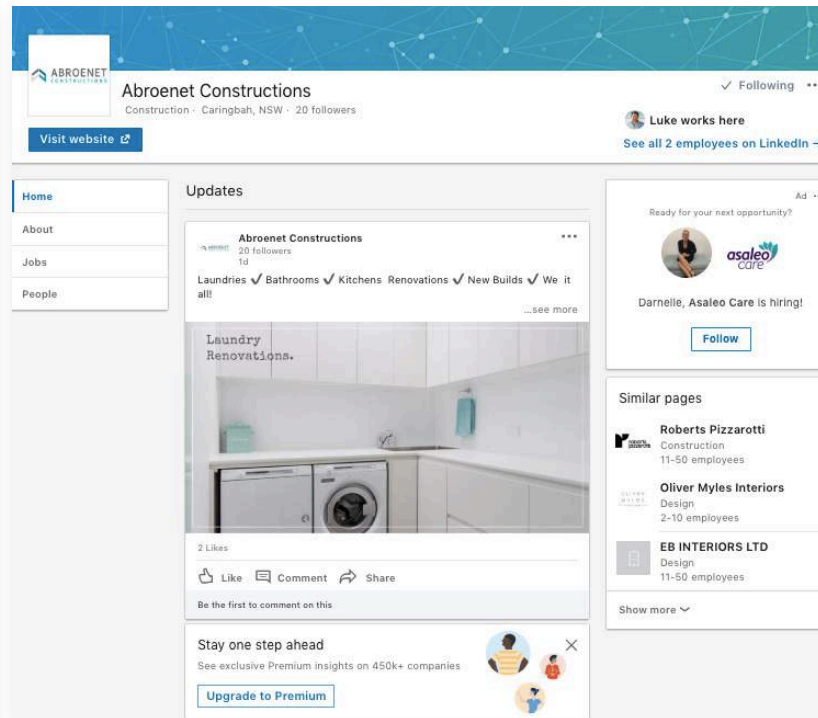 ABROENET
CONSTRUCTIONS
Abroenet Constructions
Construction · Caringbah, NSW · 20 followers
Following
Visit website
Luke works here
See all 2 employees on LinkedIn
Home
About
Jobs
People
Updates
Abroenet Constructions
20 followers
1d
Laundries ✓ Bathrooms ✓ Kitchens Renovations ✓ New Builds ✓ We it
all!
...see more
Laundry
Renovations.
2 Likes
Like Comment Share
Be the first to comment on this
Stay one step ahead
See exclusive Premium insights on 450k+ companies
Upgrade to Premium
Ad
Ready for your next opportunity?
asaleo
care
Darnelle, Asaleo Care is hiring!
Follow
Similar pages
Roberts Pizzarotti
Construction
11-50 employees
Oliver Myles Interiors
Design
2-10 employees
EB INTERIORS LTD
Design
11-50 employees
Show more